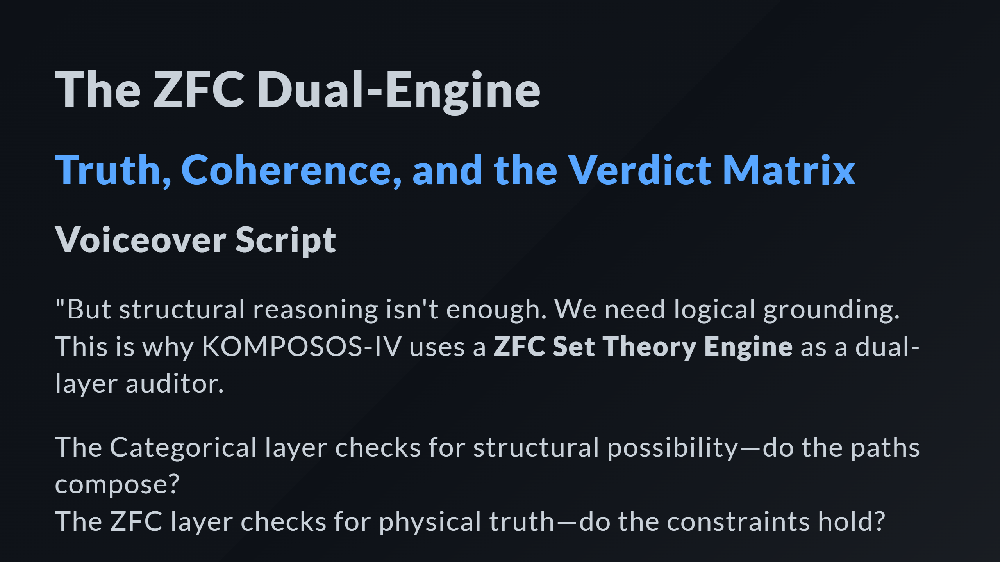 The ZFC Dual-Engine
Truth, Coherence, and the Verdict Matrix
Voiceover Script
"But structural reasoning isn't enough. We need logical grounding.
This is why KOMPOSOS-IV uses a ZFC Set Theory Engine as a dual-
layer auditor.
The Categorical layer checks for structural possibility—do the paths
compose?
The ZFC layer checks for physical truth—do the constraints hold?